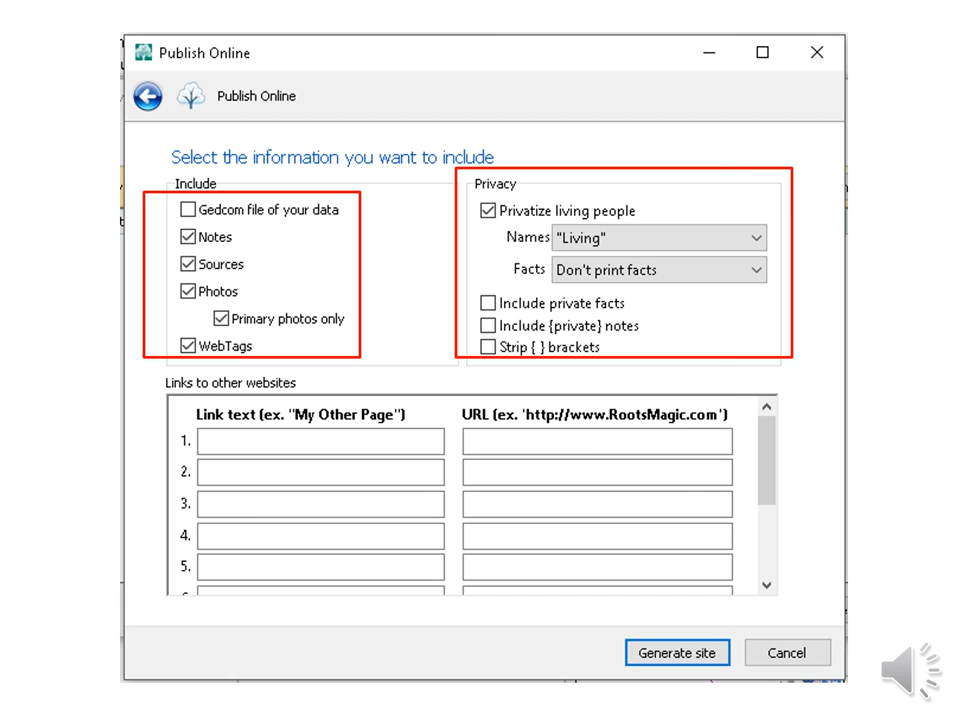 Publish Online
Publish Online
Select the information you want to include
Include
Gedcom file of your data
Notes
Sources
Photos
Primary photos only
WebTags
Privacy
Privatize living people
Names "Living"
Facts Don't print facts
Include private facts
Include {private} notes
Strip { } brackets
Links to other websites
Link text (ex. "My Other Page") URL (ex. 'http://www.RootsMagic.com')
1.
2.
3.
4.
5.
Generate site Cancel